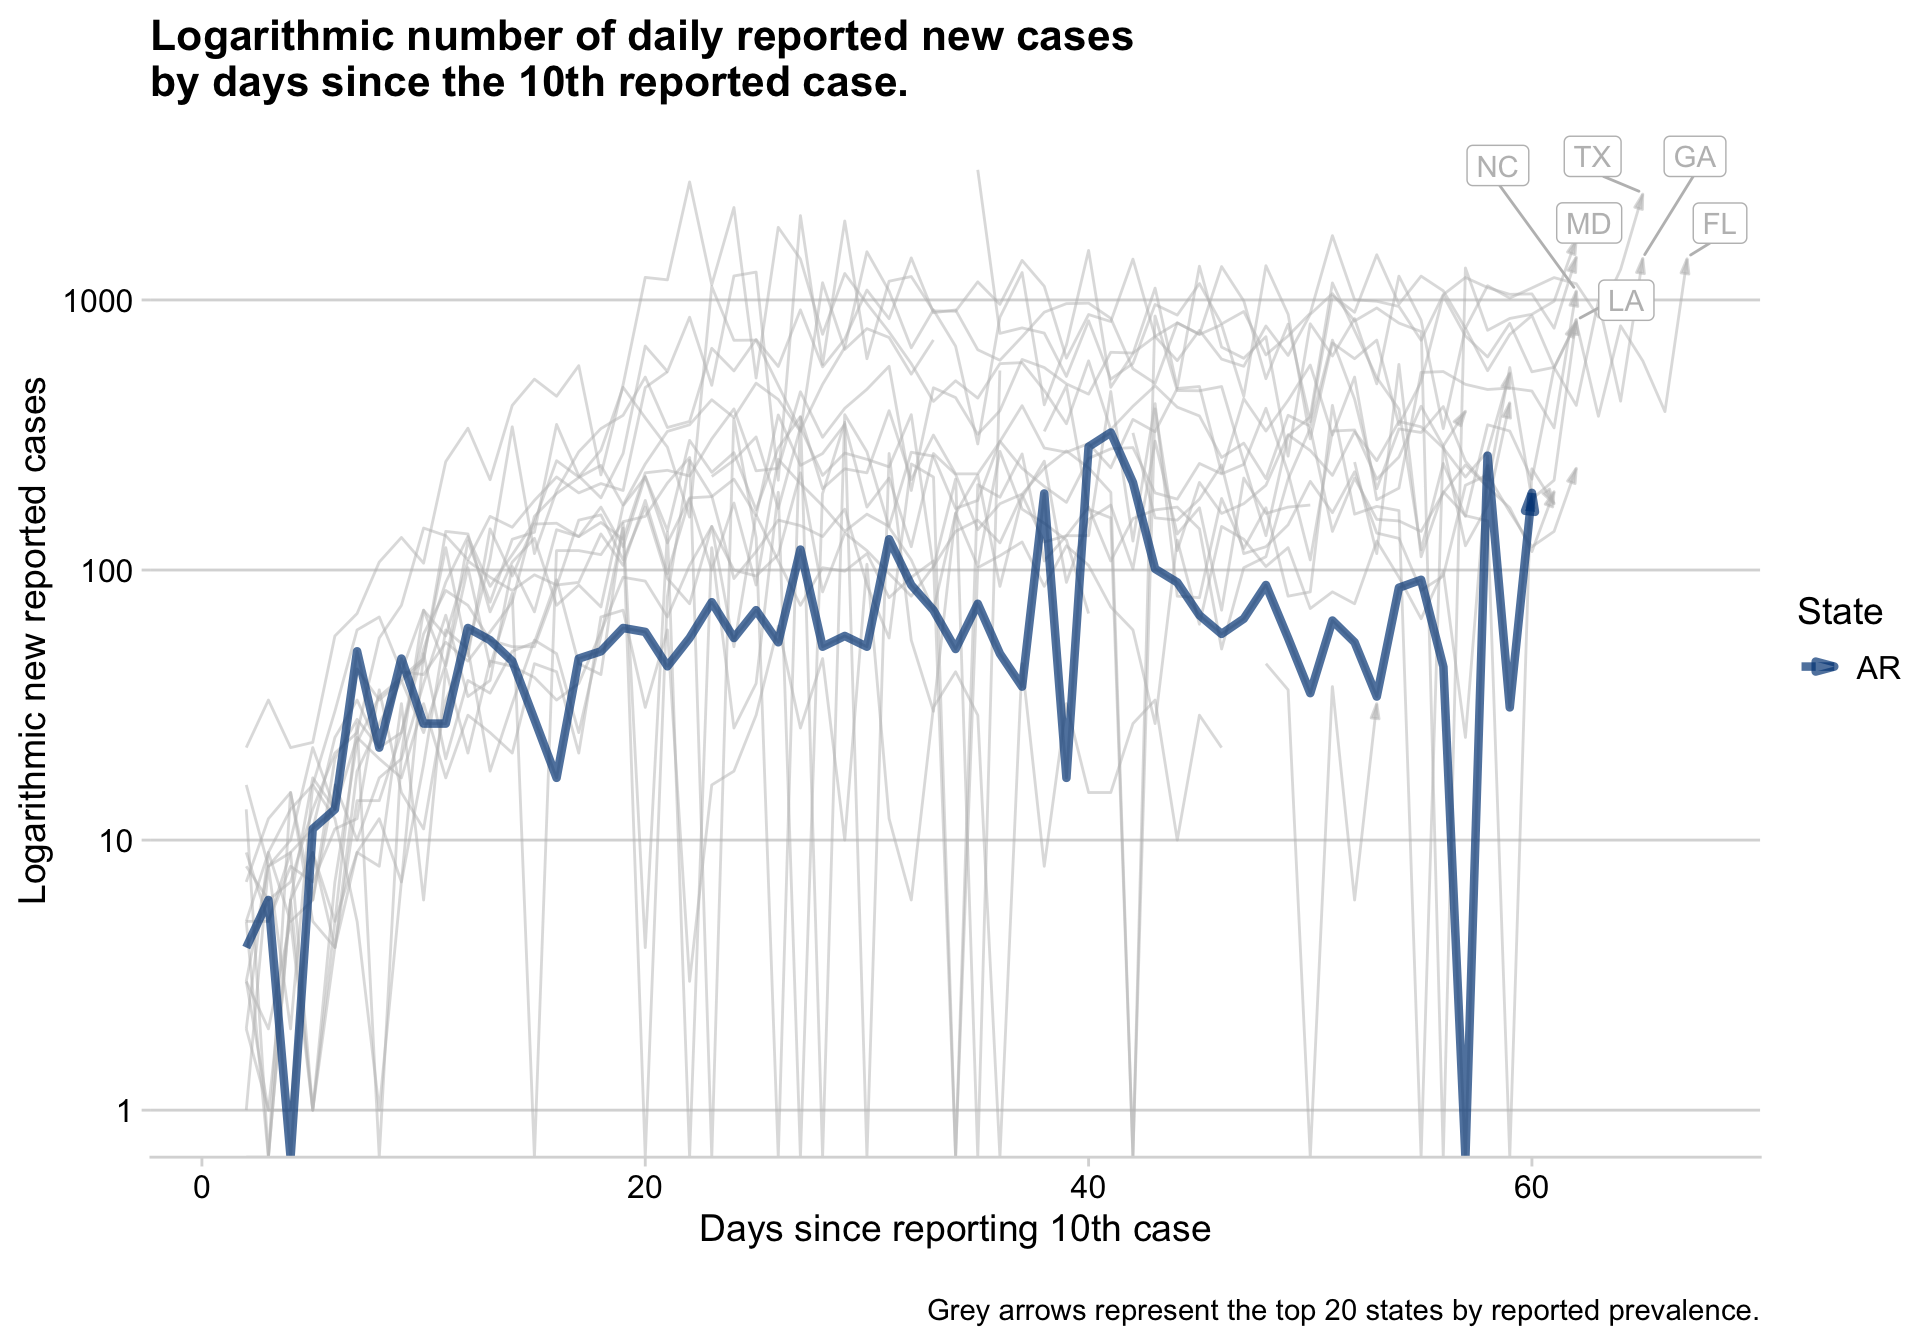 Logarithmic number of daily reported new cases
by days since the 10th reported case.
NC
TX
GA
MD
FL
LA
1000
100
10
1
Logarithmic new reported cases
0
20
40
60
Days since reporting 10th case
State
AR
Grey arrows represent the top 20 states by reported prevalence.